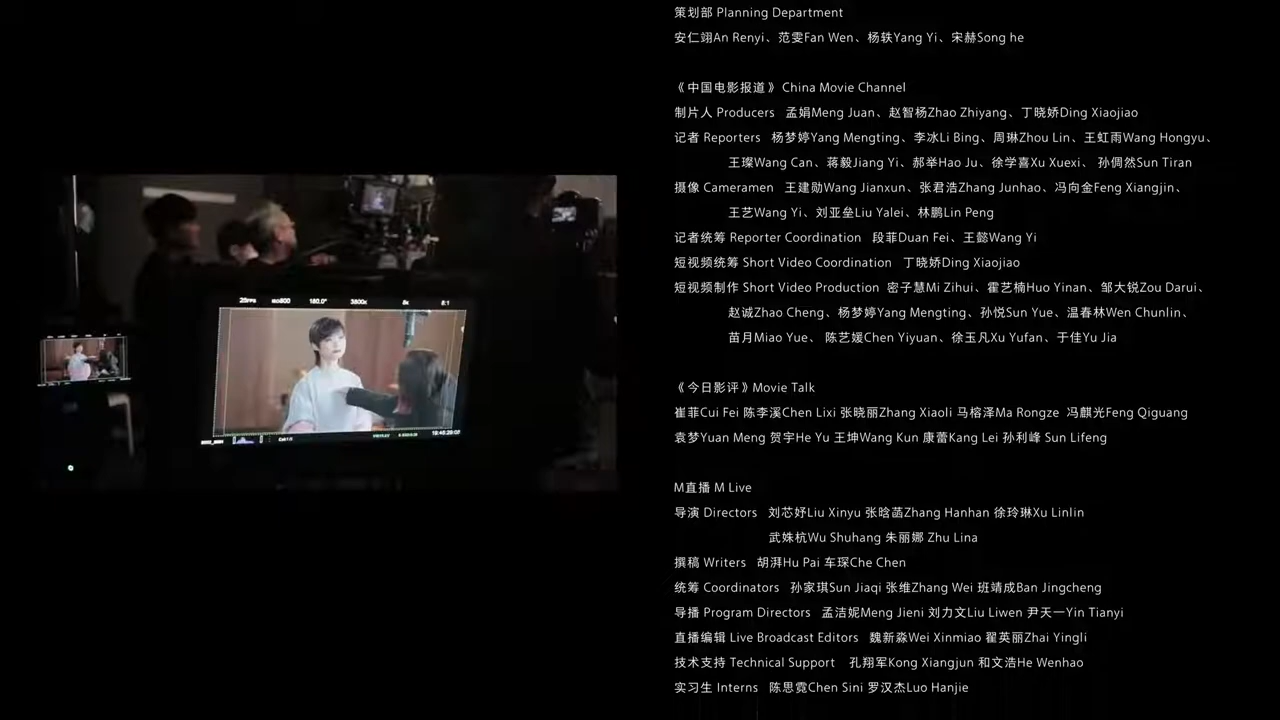 策划部 Planning Department
安仁翊An Renyi、范雯Fan Wen、杨轶Yang Yi、宋赫Song he
《中国电影报道》China Movie Channel
制片人 Producers 孟娟Meng Juan、赵智杨Zhao Zhiyang、丁晓娇Ding Xiaojiao
记者 Reporters 杨梦婷Yang Mengting、李冰Li Bing、周琳Zhou Lin、王虹雨Wang Hongyu、
王璨Wang Can、蒋毅Jiang Yi、郝举Hao Ju、徐学喜Xu Xuexi、 孙倜然Sun Tiran
摄像 Cameramen 王建勋Wang Jianxun、张君浩Zhang Junhao、冯向金Feng Xiangjin、
王艺Wang Yi、刘亚垒Liu Yalei、林鹏Lin Peng
记者统筹 Reporter Coordination 段菲Duan Fei、王懿Wang Yi
短视频统筹 Short Video Coordination 丁晓娇Ding Xiaojiao
短视频制作 Short Video Production 密子慧Mi Zihui、霍艺楠Huo Yinan、邹大锐Zou Darui、
赵诚Zhao Cheng、杨梦婷Yang Mengting、孙悦Sun Yue、温春林Wen Chunlin、
苗月Miao Yue、 陈艺媛Chen Yiyuan、徐玉凡Xu Yufan、于佳Yu Jia
《今日影评》Movie Talk
崔菲Cui Fei 陈李溪Chen Lixi 张晓丽Zhang Xiaoli 马榕泽Ma Rongze 冯麒光Feng Qiguang
袁梦Yuan Meng 贺宇He Yu 王坤Wang Kun 康蕾Kang Lei 孙利峰 Sun Lifeng
M直播 M Live
导演 Directors 刘芯妤Liu Xinyu 张晗菡Zhang Hanhan 徐玲琳Xu Linlin
武姝杭Wu Shuhang 朱丽娜 Zhu Lina
撰稿 Writers 胡湃Hu Pai 车琛Che Chen
统筹 Coordinators 孙家琪Sun Jiaqi 张维Zhang Wei 班靖成Ban Jingcheng
导播 Program Directors 孟洁妮Meng Jieni 刘力文Liu Liwen 尹天一Yin Tianyi
直播编辑 Live Broadcast Editors 魏新淼Wei Xinmiao 翟英丽Zhai Yingli
技术支持 Technical Support 孔翔军Kong Xiangjun 和文浩He Wenhao
实习生 Interns 陈思霓Chen Sini 罗汉杰Luo Hanjie
180.0°
8:1